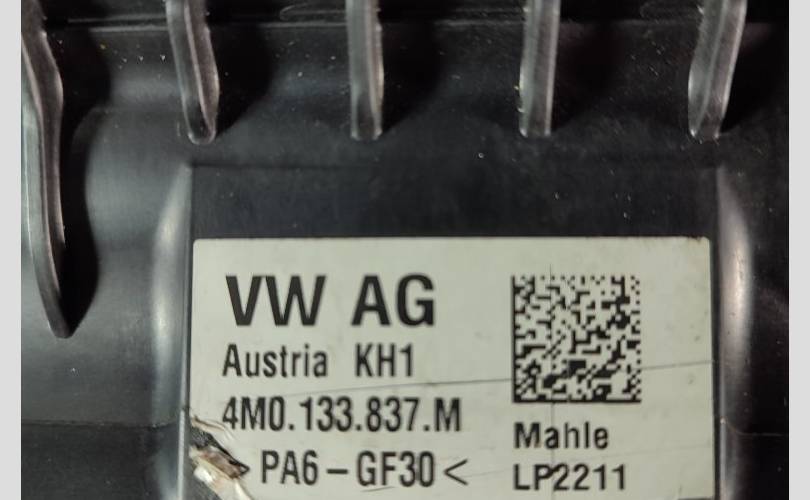 VW AG
Austria KH1
4M0.133.837.M
>PA6-GF30<
Mahle
LP2211